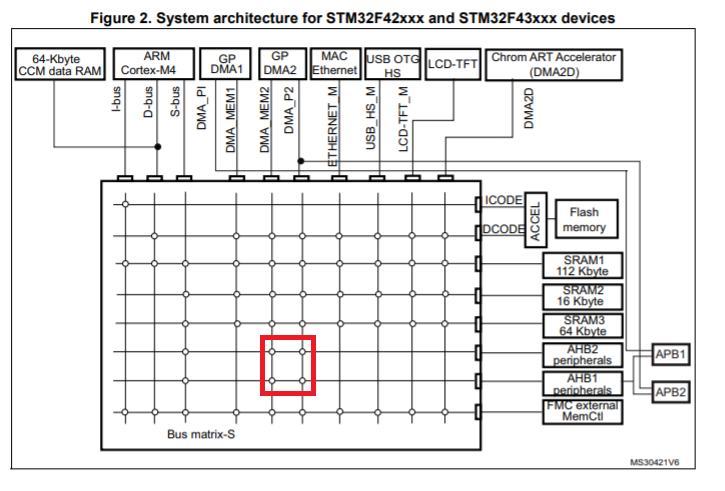 Figure 2. System architecture for STM32F42xxx and STM32F43xxx devices
64-Kbyte
CCM data RAM
ARM
Cortex-M4
GP
DMA1
GP
DMA2
MAC
Ethernet
USB OTG
HS
LCD-TFT
Chrom ART Accelerator
(DMA2D)
I-bus
D-bus
S-bus
DMA_PI
DMA_MEM1
DMA_MEM2
DMA_P2
ETHERNET_M
USB_HS_M
LCD-TFT_M
DMA2D
ICODE
DCODE
ACCEL
Flash
memory
SRAM1
112 Kbyte
SRAM2
16 Kbyte
SRAM3
64 Kbyte
AHB2
peripherals
AHB1
peripherals
FMC external
MemCtl
APB1
APB2
Bus matrix-S
MS30421V6